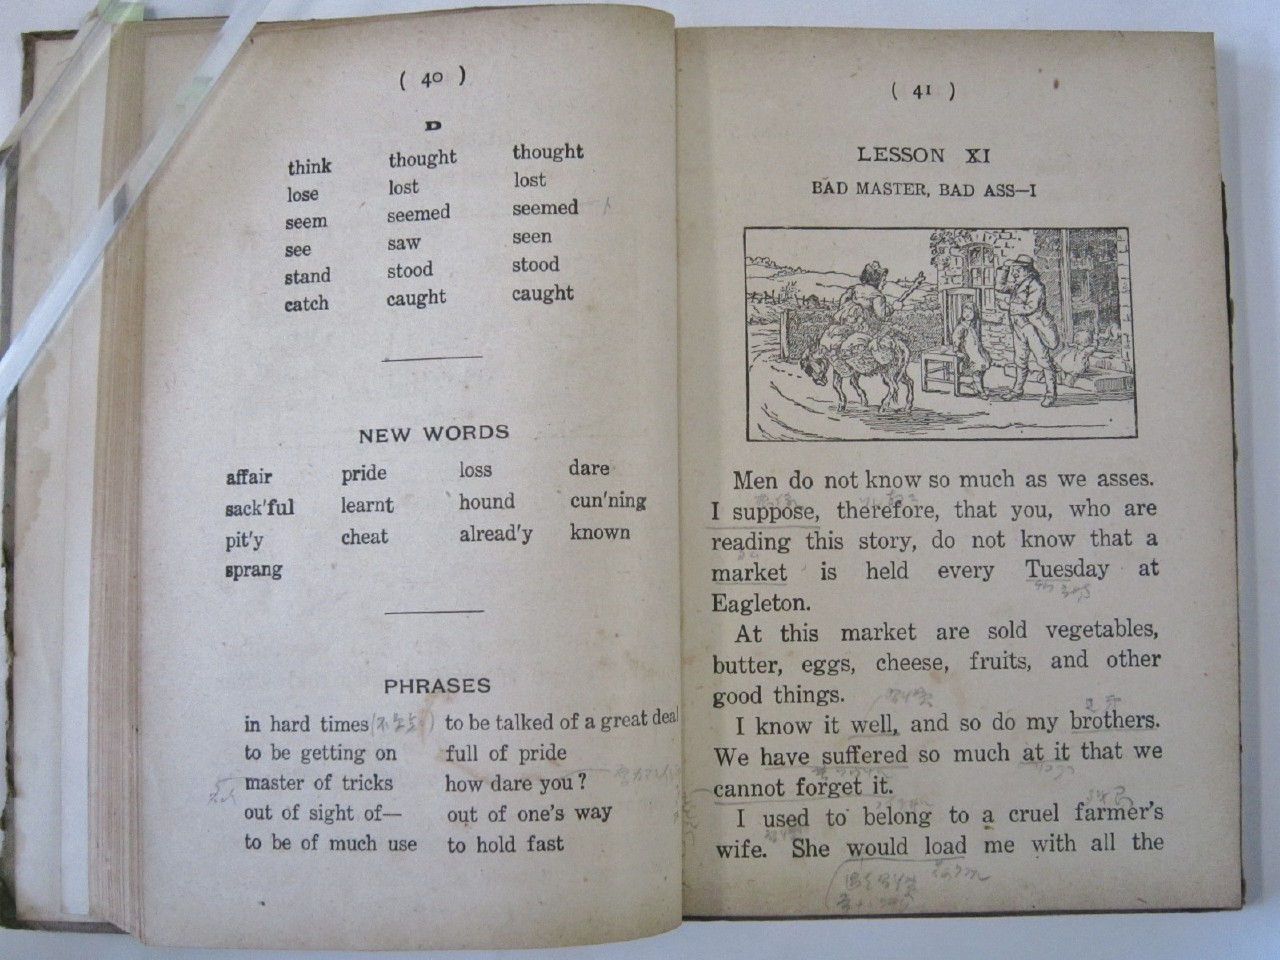 ( 40 )
D
think thought thought
lose lost lost
seem seemed seemed
see saw seen
stand stood stood
catch caught caught
NEW WORDS
affair pride loss dare
sack'ful learnt hound cun'ning
pit'y cheat alread'y known
sprang
PHRASES
in hard times to be talked of a great deal
to be getting on full of pride
master of tricks how dare you?
out of sight of— out of one's way
to be of much use to hold fast
( 41 )
LESSON XI
BAD MASTER, BAD ASS—I
Men do not know so much as we asses.
I suppose, therefore, that you, who are
reading this story, do not know that a
market is held every Tuesday at
Eagleton.
At this market are sold vegetables,
butter, eggs, cheese, fruits, and other
good things.
I know it well, and so do my brothers.
We have suffered so much at it that we
cannot forget it.
I used to belong to a cruel farmer's
wife. She would load me with all the